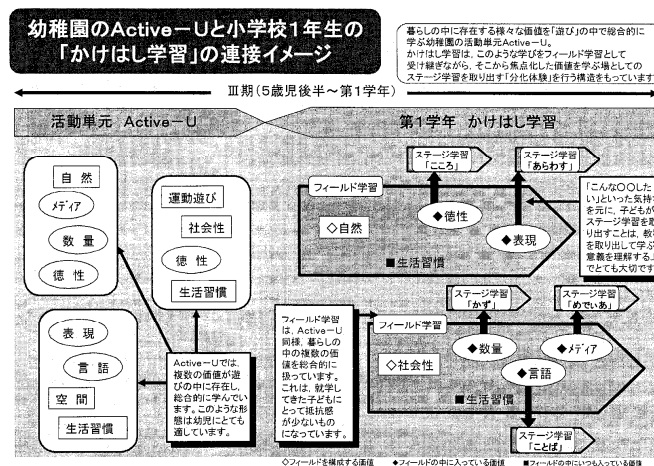 幼稚園のActive－Uと小学校1年生の
「かけはし学習」の連接イメージ
暮らしの中に存在する様々な価値を「遊び」の中で総合的に
学ぶ幼稚園の活動単元Active－U。
かけはし学習は、このような学びをフィールド学習として
受け継ぎながら、そこから焦点化した価値を学ぶ場としての
ステージ学習を取り出す「分化体験」を行う構造をもっています
Ⅲ期（5歳児後半～第1学年）
活動単元 Active－U
第1学年 かけはし学習
自然
メディア
数量
徳性
運動遊び
社会性
徳性
生活習慣
表現
言語
空間
生活習慣
Active－Uでは、
複数の価値が遊
びの中に存在し、
総合的に学んでい
ます。このような形
態は幼児にとても
適しています。
ステージ学習
「こころ」
ステージ学習
「あらわす」
フィールド学習
◇自然
◆徳性
◆表現
■生活習慣
「こんな〇〇した
い」といった気持ち
を元に、子どもが
ステージ学習を取
り出すことは、教
を取り出して学ぶ
意義を理解する上
でとても大切です
フィールド学習
は、Active－U
同様、暮らしの
中の複数の価
値を総合的に
扱っています。
これは、就学し
てきた子どもに
とって抵抗感
が少ないもの
になっています。
ステージ学習
「かず」
ステージ学習
「めでぃあ」
フィールド学習
◇社会性
◆数量
◆メディア
◆言語
■生活習慣
ステージ学習
「ことば」
◇フィールドを構成する価値 ◆フィールドの中に入っている価値 ■フィールドの中にいつも入っている価値